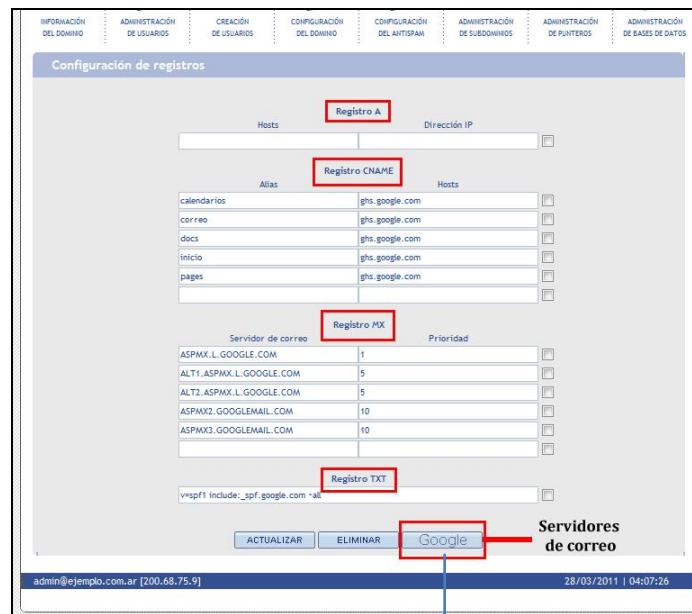 INFORMACIÓN DEL DOMINIO
ADMINISTRACIÓN DE USUARIOS
CREACIÓN DE USUARIOS
CONFIGURACIÓN DEL DOMINIO
CONFIGURACIÓN DEL ANTISPAM
ADMINISTRACIÓN DE SUBDOMINIOS
ADMINISTRACIÓN DE PUNTEROS
ADMINISTRACIÓN DE BASES DE DATOS
Configuración de registros
Registro A
Hosts Dirección IP
Registro CNAME
Alias Hosts
calendarios ghs.google.com
correo ghs.google.com
docs ghs.google.com
inicio ghs.google.com
pages ghs.google.com
Registro MX
Servidor de correo Prioridad
ASPMX.L.GOOGLE.COM 1
ALT1.ASPMX.L.GOOGLE.COM 5
ALT2.ASPMX.L.GOOGLE.COM 5
ASPMX2.GOOGLEMAIL.COM 10
ASPMX3.GOOGLEMAIL.COM 10
Registro TXT
v=spf1 include:_spf.google.com ~all
ACTUALIZAR ELIMINAR Google
Servidores
de correo
admin@ejemplo.com.ar [200.68.75.9] 28/03/2011 | 04:07:26